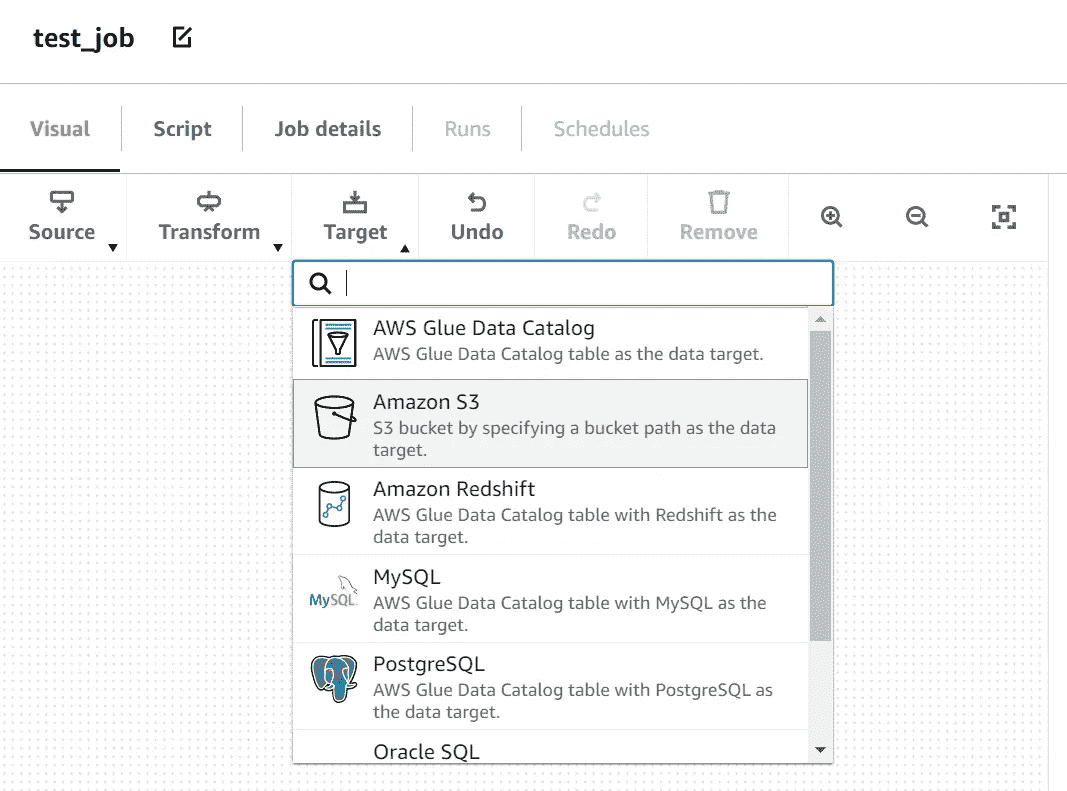 test_job
Visual
Script
Job details
Runs
Schedules
Source
Transform
Target
Undo
Redo
Remove
AWS Glue Data Catalog
AWS Glue Data Catalog table as the data target.
Amazon S3
S3 bucket by specifying a bucket path as the data
target.
Amazon Redshift
AWS Glue Data Catalog table with Redshift as the
data target.
MySQL
MySQL
AWS Glue Data Catalog table with MySQL as the
data target.
PostgreSQL
AWS Glue Data Catalog table with PostgreSQL as
the data target.
Oracle SQL